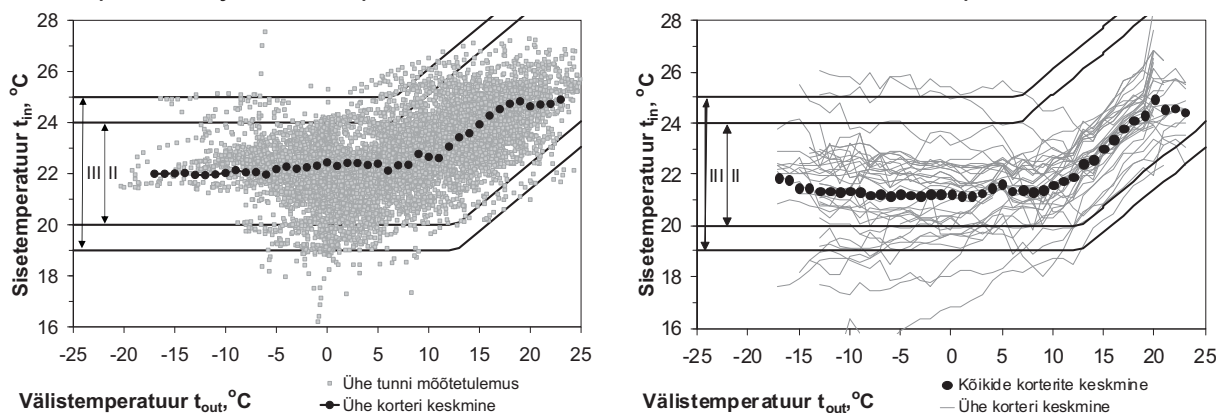 28
26
24
22
20
18
16
Sisetemperatuur t_in, °C
III
II
-25 -20 -15 -10 -5 0 5 10 15 20 25
Välistemperatuur t_out, °C
Ühe tunni mõõtetulemus
Ühe korteri keskmine
28
26
24
22
20
18
16
Sisetemperatuur t_in, °C
III
II
-25 -20 -15 -10 -5 0 5 10 15 20 25
Välistemperatuur t_out, °C
Kõikide korterite keskmine
Ühe korteri keskmine